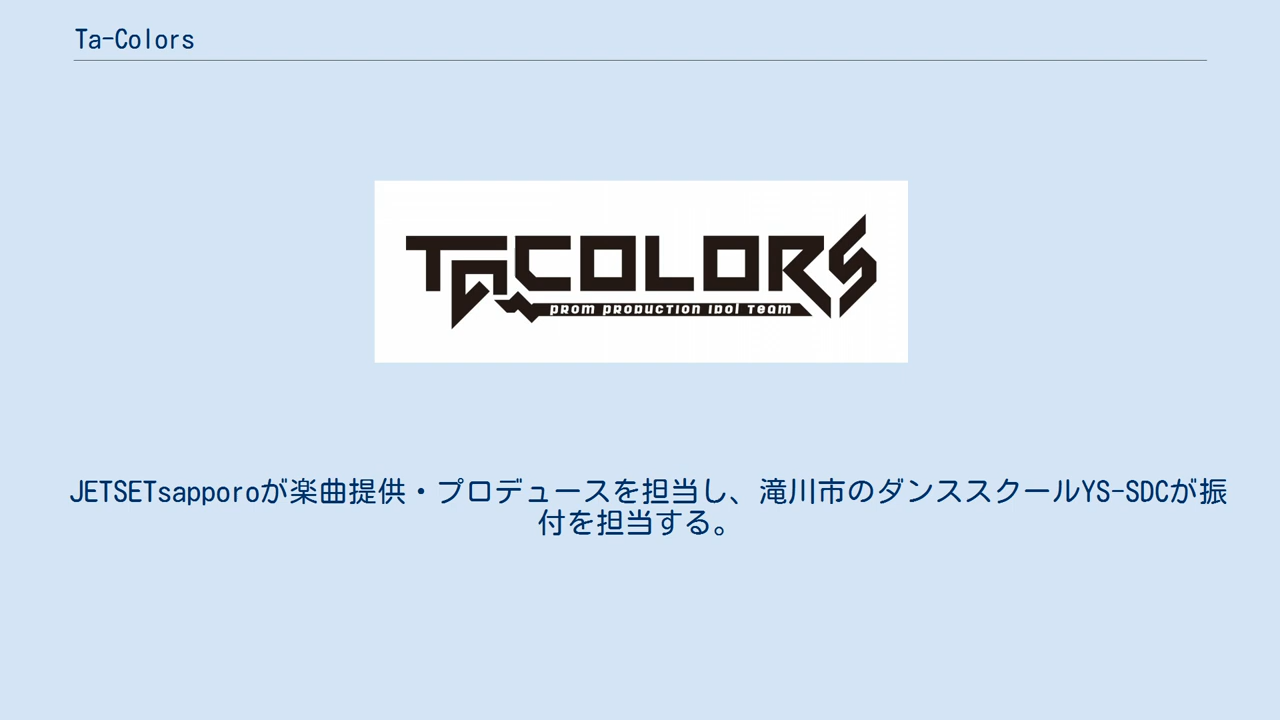 Ta-Colors
TaCOLORS
PROM PRODUCTION IDOL TEAM
JETSETsapporoが楽曲提供・プロデュースを担当し、滝川市のダンススクールYS-SDCが振
付を担当する。